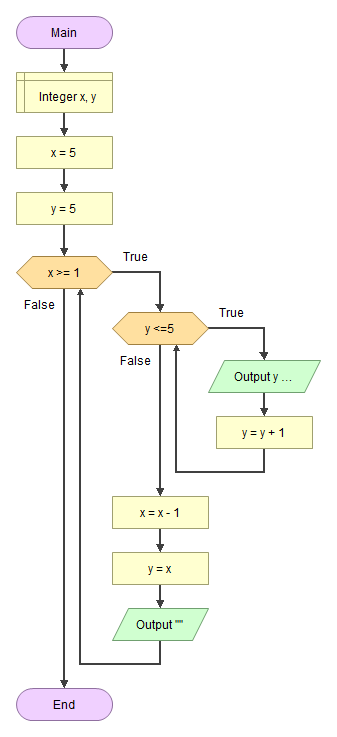 Main
Integer x, y
x = 5
y = 5
x >= 1
True
False
y <=5
True
False
Output y ...
y = y + 1
x = x - 1
y = x
Output ""
End